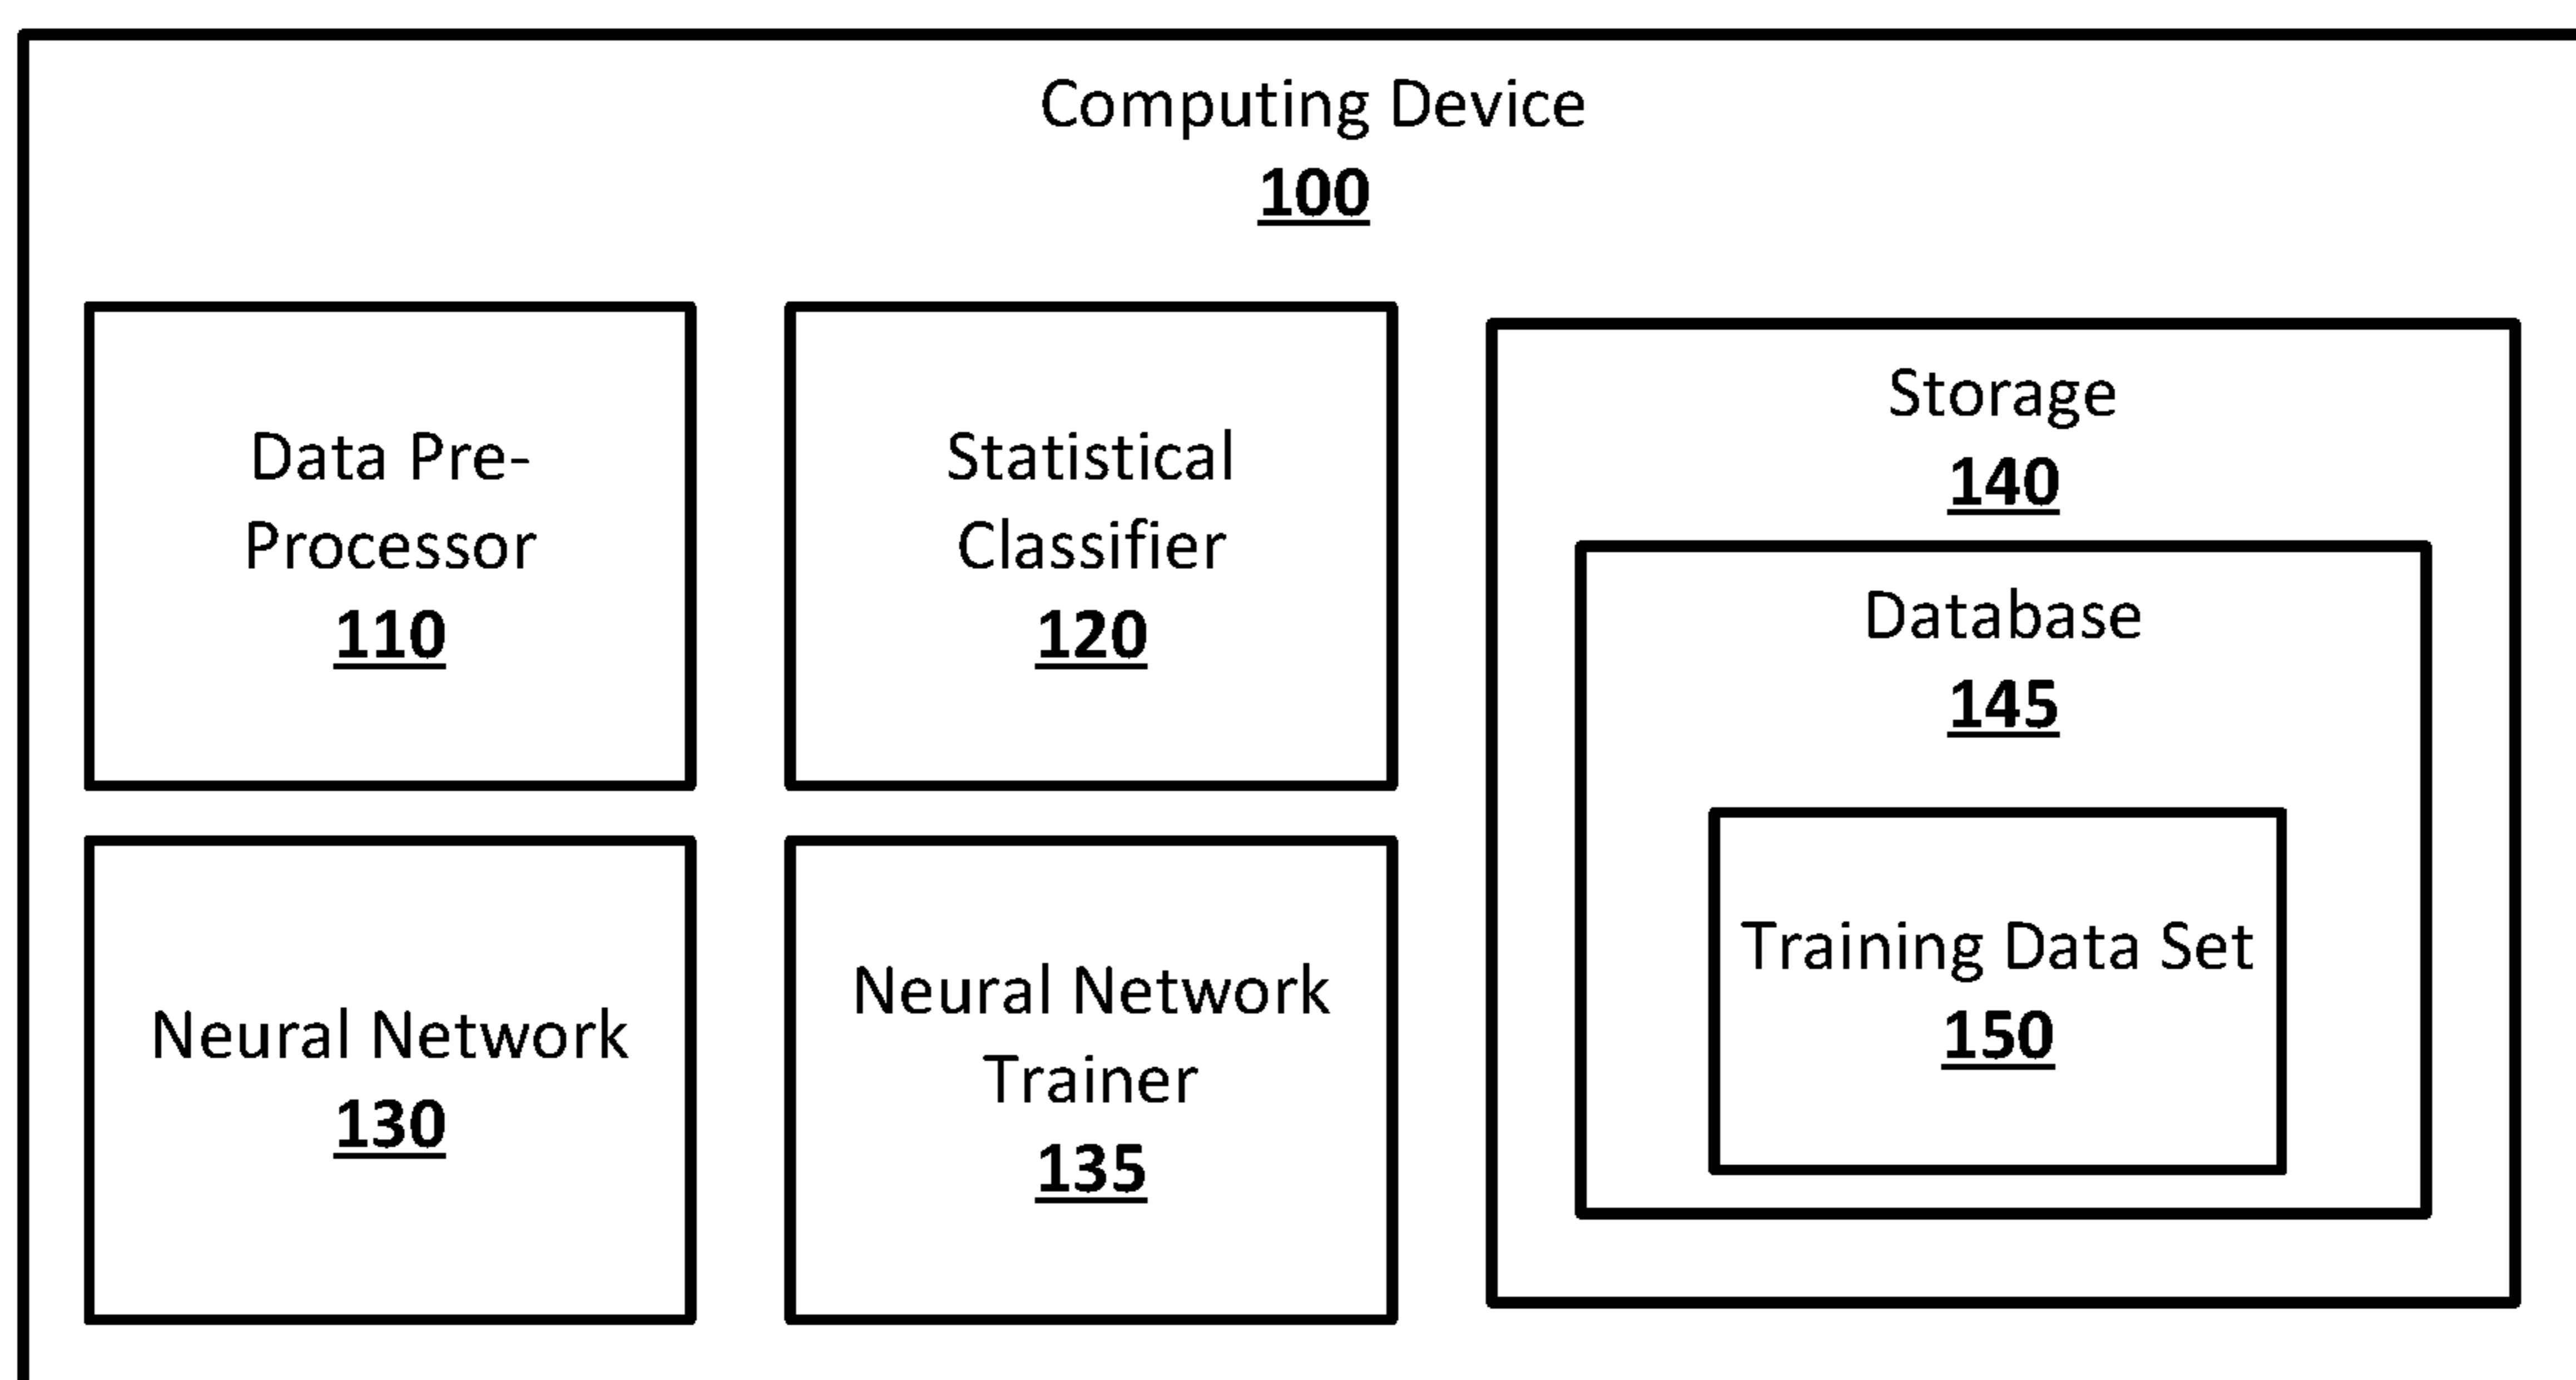 Computing Device
100
Data Pre-
Processor
110
Statistical
Classifier
120
Storage
140
Database
145
Training Data Set
150
Neural Network
130
Neural Network
Trainer
135